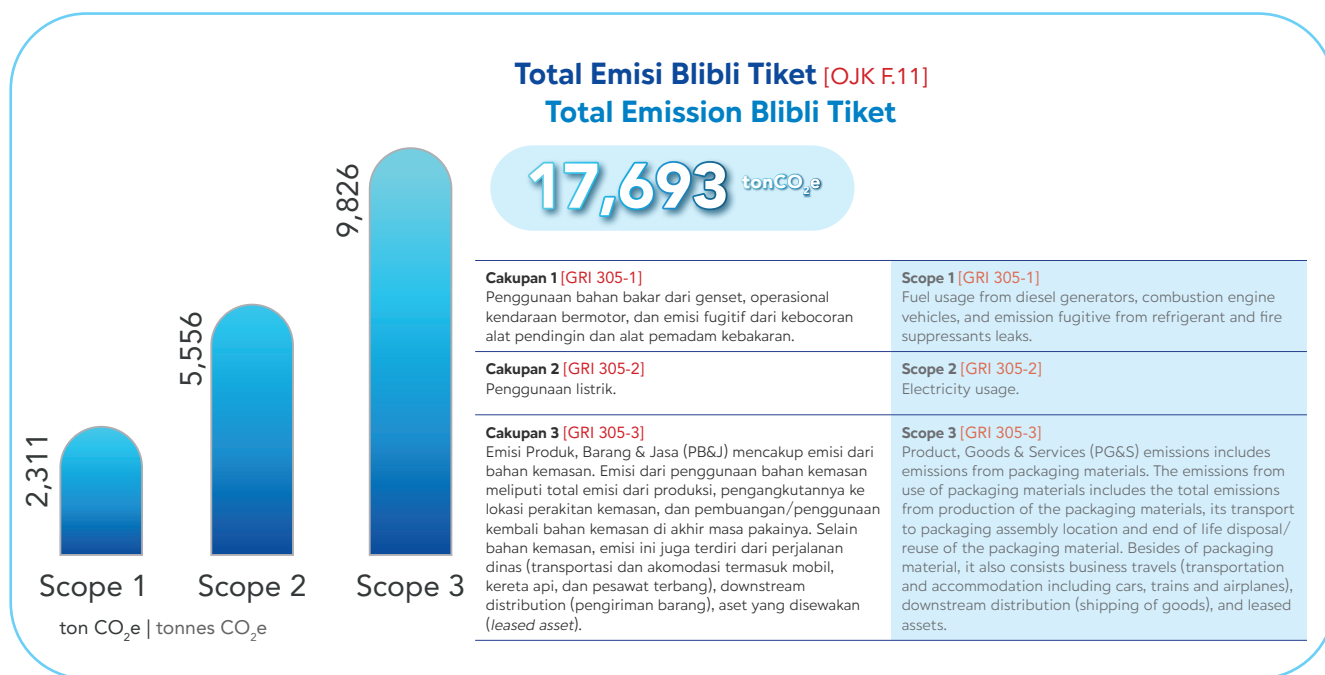 Total Emisi Blibli Tiket [OJK F.11]
Total Emission Blibli Tiket
17,693 tonCO₂e
2,311
5,556
9,826
Scope 1
Scope 2
Scope 3
ton CO₂e | tonnes CO₂e
Cakupan 1 [GRI 305-1]
Penggunaan bahan bakar dari genset, operasional
kendaraan bermotor, dan emisi fugitif dari kebocoran
alat pendingin dan alat pemadam kebakaran.
Scope 1 [GRI 305-1]
Fuel usage from diesel generators, combustion engine
vehicles, and emission fugitive from refrigerant and fire
suppressants leaks.
Cakupan 2 [GRI 305-2]
Penggunaan listrik.
Scope 2 [GRI 305-2]
Electricity usage.
Cakupan 3 [GRI 305-3]
Emisi Produk, Barang & Jasa (PB&J) mencakup emisi dari
bahan kemasan. Emisi dari penggunaan bahan kemasan
meliputi total emisi dari produksi, pengangkutannya ke
lokasi perakitan kemasan, dan pembuangan/penggunaan
kembali bahan kemasan di akhir masa pakainya. Selain
bahan kemasan, emisi ini juga terdiri dari perjalanan
dinas (transportasi dan akomodasi termasuk mobil,
kereta api, dan pesawat terbang), downstream
distribution (pengiriman barang), aset yang disewakan
(leased asset).
Scope 3 [GRI 305-3]
Product, Goods & Services (PG&S) emissions includes
emissions from packaging materials. The emissions from
use of packaging materials includes the total emissions
from production of the packaging materials, its transport
to packaging assembly location and end of life disposal/
reuse of the packaging material. Besides of packaging
material, it also consists business travels (transportation
and accommodation including cars, trains and airplanes),
downstream distribution (shipping of goods), and leased
assets.